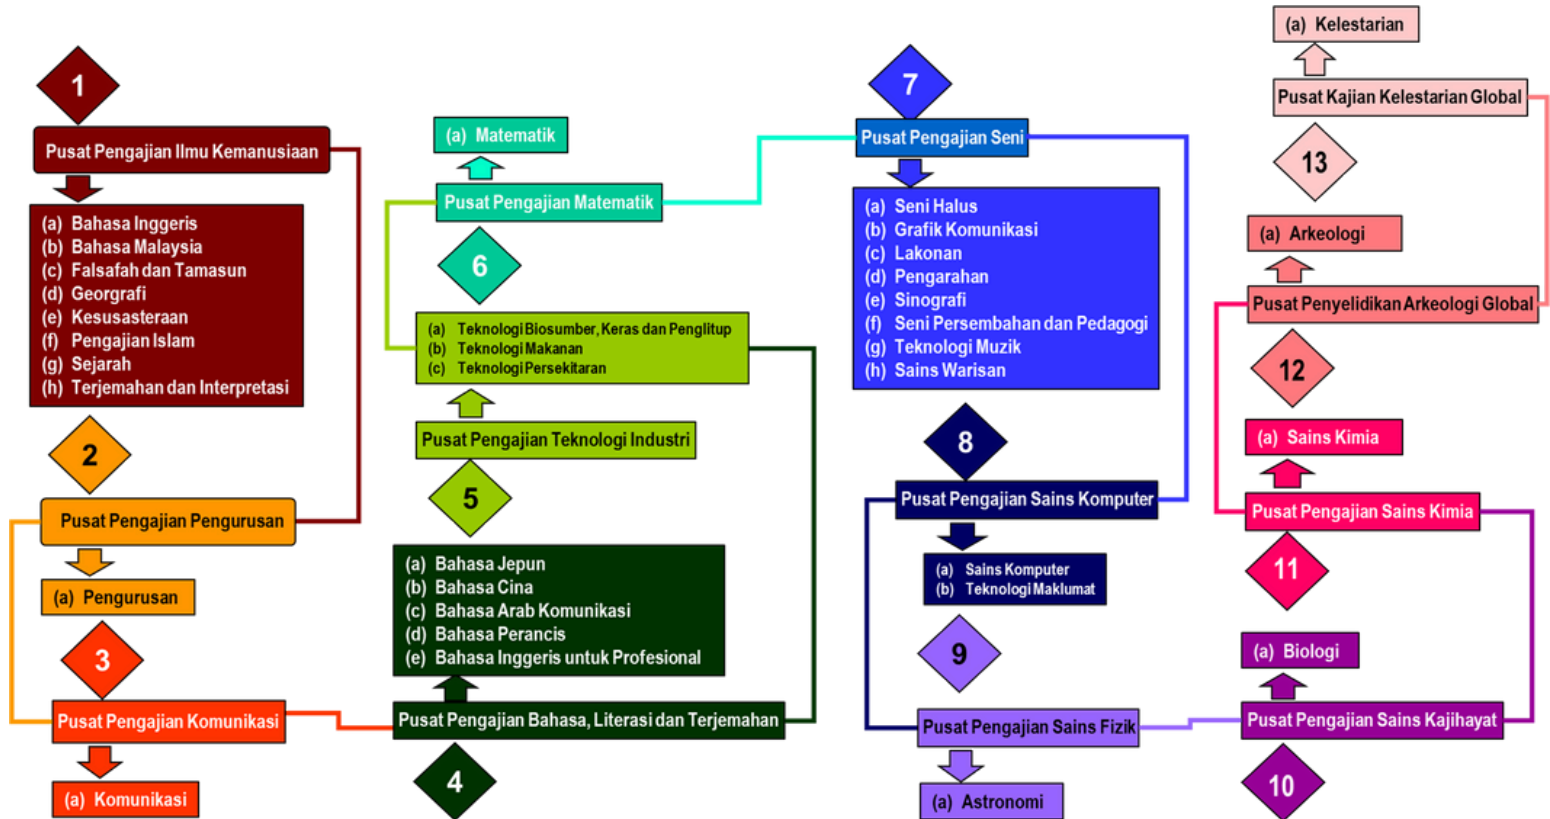 1
Pusat Pengajian Ilmu Kemanusiaan
(a) Bahasa Inggeris
(b) Bahasa Malaysia
(c) Falsafah dan Tamasun
(d) Georgrafi
(e) Kesusasteraan
(f) Pengajian Islam
(g) Sejarah
(h) Terjemahan dan Interpretasi
2
Pusat Pengajian Pengurusan
(a) Pengurusan
3
Pusat Pengajian Komunikasi
(a) Komunikasi
(a) Bahasa Jepun
(b) Bahasa Cina
(c) Bahasa Arab Komunikasi
(d) Bahasa Perancis
(e) Bahasa Inggeris untuk Profesional
Pusat Pengajian Bahasa, Literasi dan Terjemahan
4
(a) Teknologi Biosumber, Keras dan Penglitup
(b) Teknologi Makanan
(c) Teknologi Persekitaran
Pusat Pengajian Teknologi Industri
5
(a) Matematik
Pusat Pengajian Matematik
6
7
Pusat Pengajian Seni
(a) Seni Halus
(b) Grafik Komunikasi
(c) Lakonan
(d) Pengarahan
(e) Sinografi
(f) Seni Persembahan dan Pedagogi
(g) Teknologi Muzik
(h) Sains Warisan
8
Pusat Pengajian Sains Komputer
(a) Sains Komputer
(b) Teknologi Maklumat
9
Pusat Pengajian Sains Fizik
(a) Astronomi
(a) Biologi
Pusat Pengajian Sains Kajihayat
10
(a) Sains Kimia
Pusat Pengajian Sains Kimia
11
(a) Arkeologi
Pusat Penyelidikan Arkeologi Global
12
(a) Kelestarian
Pusat Kajian Kelestarian Global
13